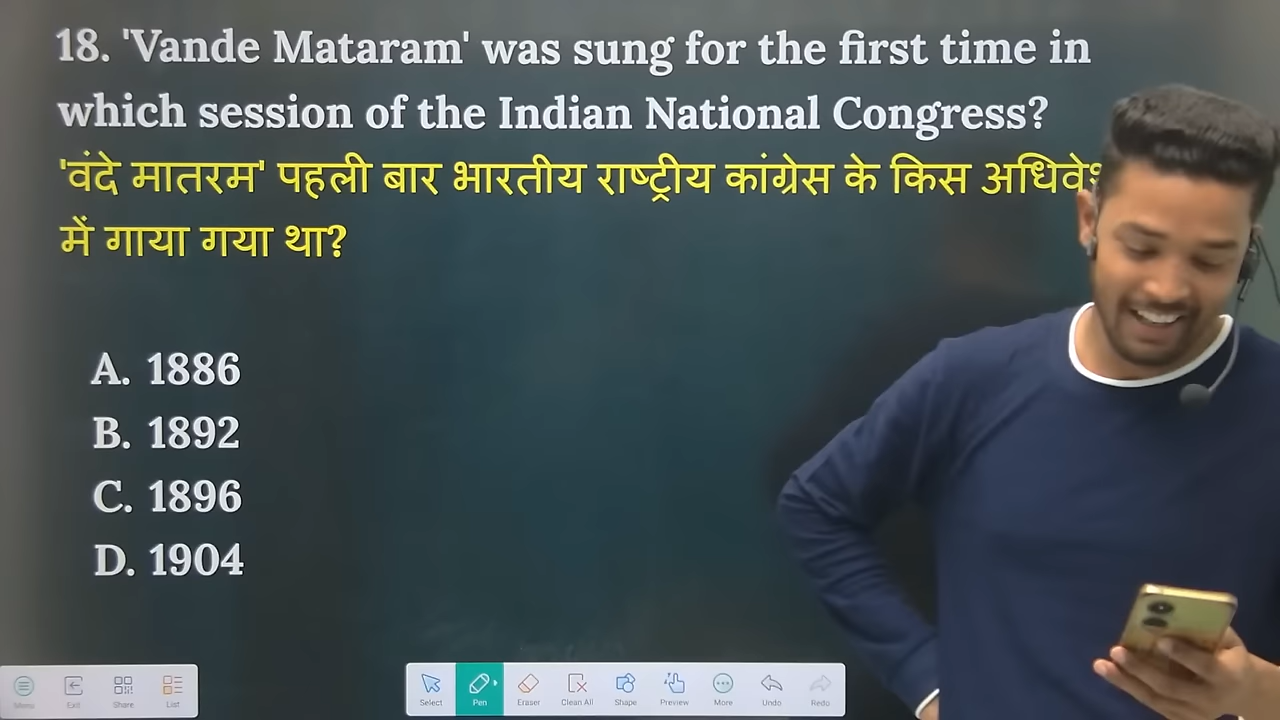 18. 'Vande Mataram' was sung for the first time in
which session of the Indian National Congress?
'वंदे मातरम' पहली बार भारतीय राष्ट्रीय कांग्रेस के किस
में गाया गया था?
A. 1886
B. 1892
C. 1896
D. 1904
Menu Exit Share List Select Pen Eraser Clean All Shape Preview More Undo Redo